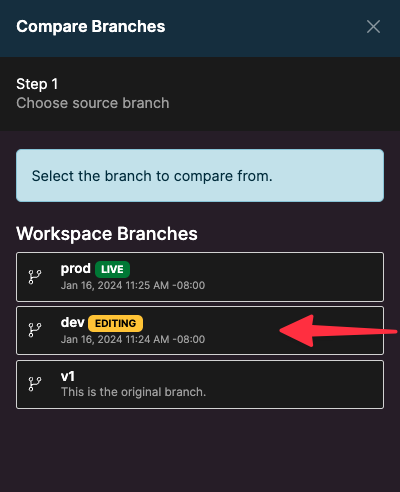 Compare Branches
Step 1
Choose source branch
Select the branch to compare from.
Workspace Branches
prod LIVE
Jan 16, 2024 11:25 AM -08:00
dev EDITING
Jan 16, 2024 11:24 AM -08:00
v1
This is the original branch.